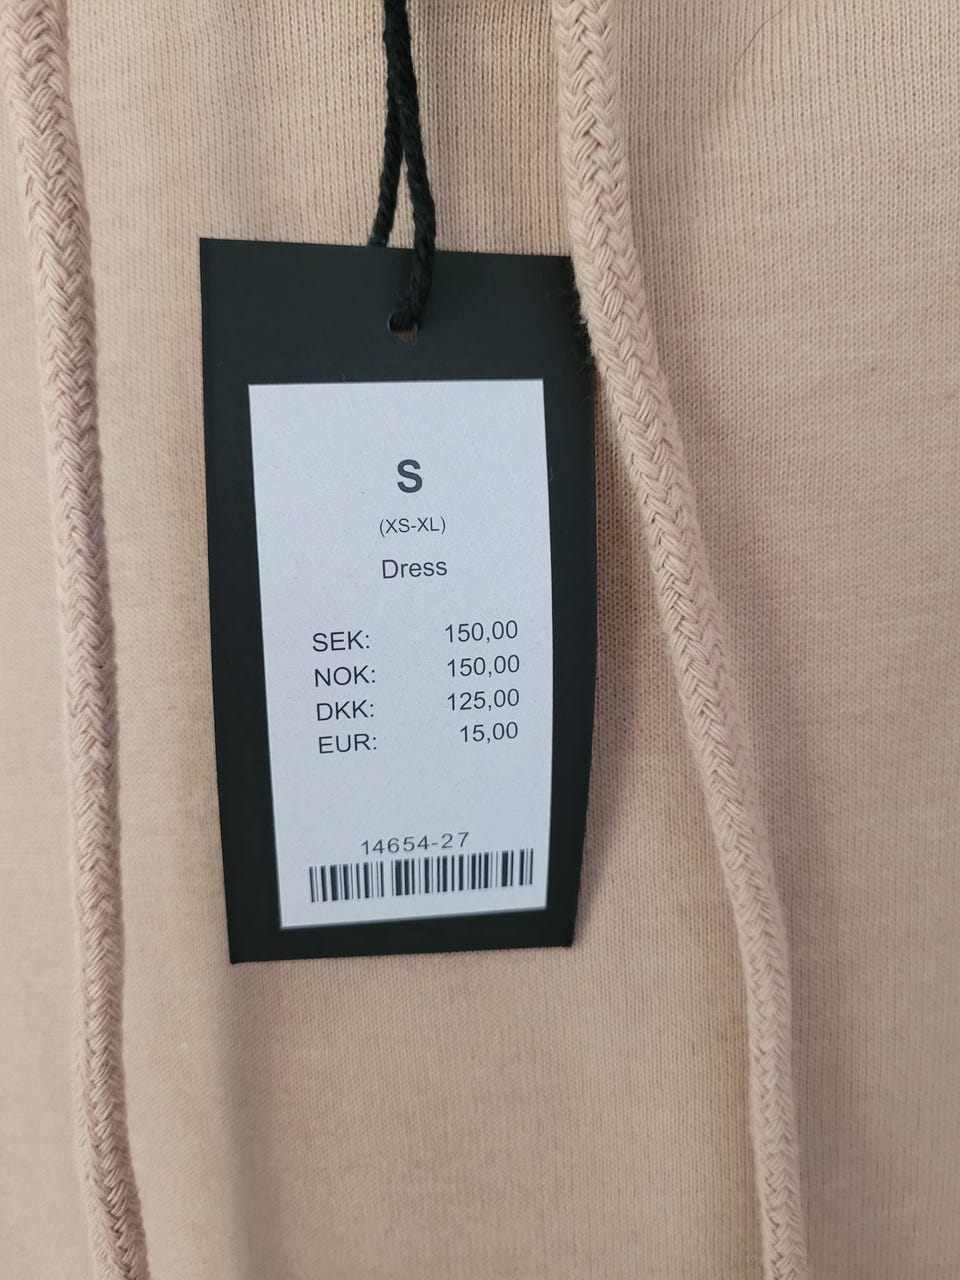 S
(XS-XL)
Dress
SEK: 150,00
NOK: 150,00
DKK: 125,00
EUR: 15,00
14654-27